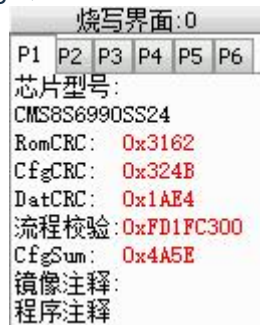 烧写界面:0
P1 P2 P3 P4 P5 P6
芯片型号:
CMS8S6990SS24
RomCRC: 0x3162
CfgCRC: 0x324B
DatCRC: 0x1AE4
流程校验:0xFD1FC300
CfgSum: 0x4A5E
镜像注释:
程序注释